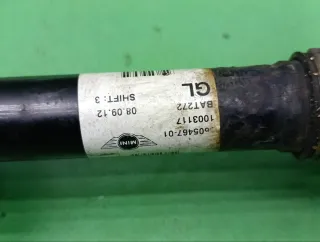 605467-01
1003117
BAT272
GL
MINI
08.09.12
SHIFT: 3